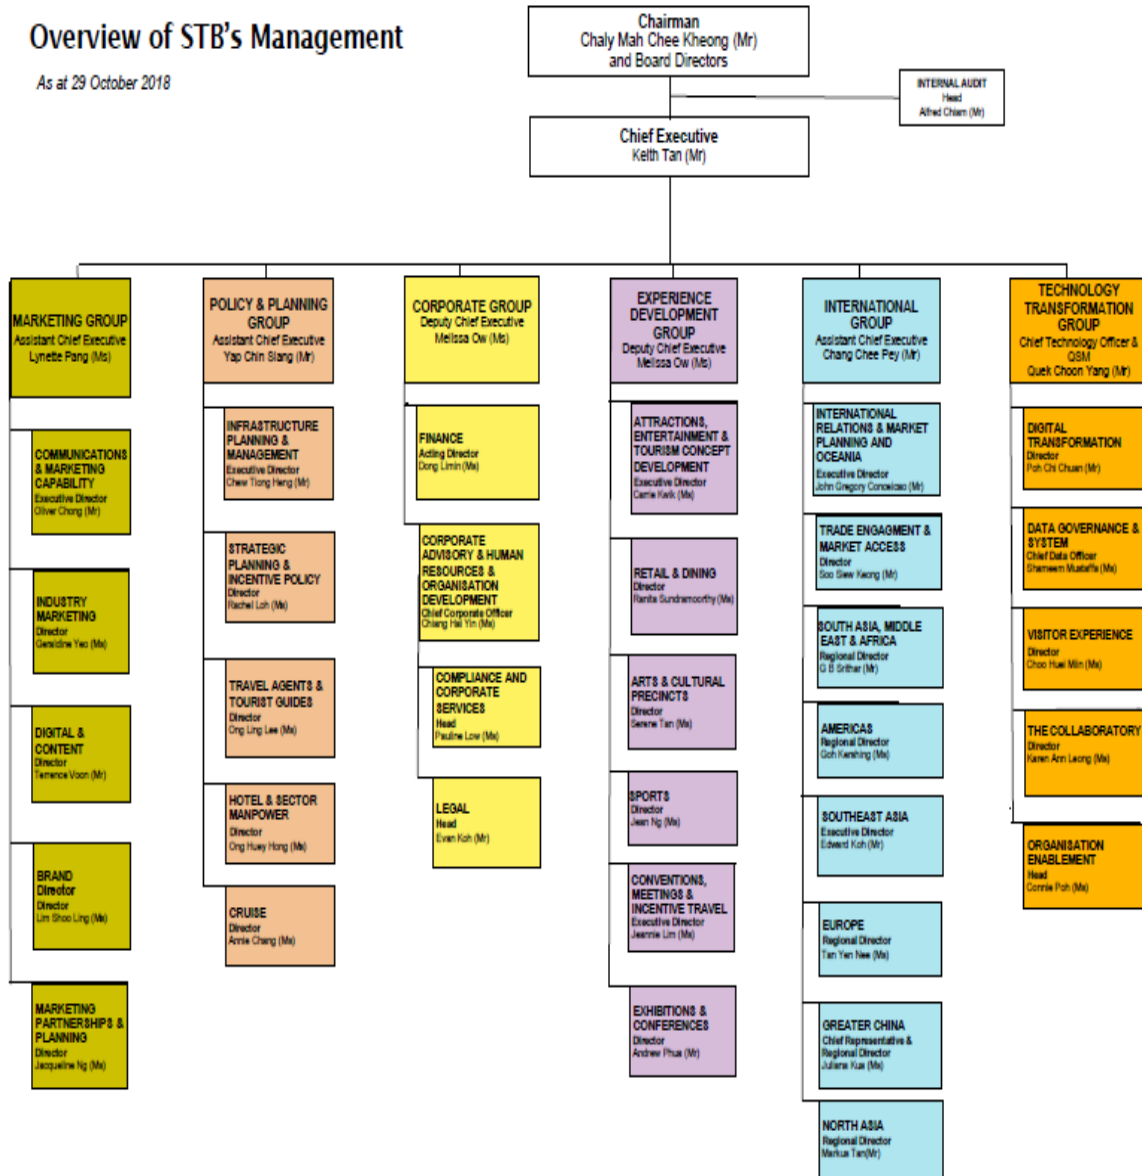 Overview of STB's Management
As at 29 October 2018
Chairman
Chaly Mah Chee Kheong (Mr)
and Board Directors
INTERNAL AUDIT
Head
Alfred Chiam (Mr)
Chief Executive
Keith Tan (Mr)
MARKETING GROUP
Assistant Chief Executive
Lynette Pang (Ms)
COMMUNICATIONS
& MARKETING
CAPABILITY
Executive Director
Oliver Chong (Mr)
INDUSTRY
MARKETING
Director
Geraldine Yeo (Ms)
DIGITAL &
CONTENT
Director
Terrence Voon (Mr)
BRAND
Director
Director
Lim Shoo Ling (Ms)
MARKETING
PARTNERSHIPS &
PLANNING
Director
Jacqueline Ng (Ms)
POLICY & PLANNING
GROUP
Assistant Chief Executive
Yap Chin Siang (Mr)
INFRASTRUCTURE
PLANNING &
MANAGEMENT
Executive Director
Chew Tiong Heng (Mr)
STRATEGIC
PLANNING &
INCENTIVE POLICY
Director
Rachel Loh (Ms)
TRAVEL AGENTS &
TOURIST GUIDES
Director
Ong Ling Lee (Ms)
HOTEL & SECTOR
MANPOWER
Director
Ong Huey Hong (Ms)
CRUISE
Director
Annie Chang (Ms)
CORPORATE GROUP
Deputy Chief Executive
Melissa Ow (Ms)
FINANCE
Acting Director
Dong Limin (Ms)
CORPORATE
ADVISORY & HUMAN
RESOURCES &
ORGANISATION
DEVELOPMENT
Chief Corporate Officer
Chiang Hai Yin (Ms)
COMPLIANCE AND
CORPORATE
SERVICES
Head
Pauline Low (Ms)
LEGAL
Head
Evan Koh (Mr)
EXPERIENCE
DEVELOPMENT
GROUP
Deputy Chief Executive
Melissa Ow (Ms)
ATTRACTIONS,
ENTERTAINMENT &
TOURISM CONCEPT
DEVELOPMENT
Executive Director
Carrie Kwik (Ms)
RETAIL & DINING
Director
Ranita Sundramoorthy (Ms)
ARTS & CULTURAL
PRECINCTS
Director
Serene Tan (Ms)
SPORTS
Director
Jean Ng (Ms)
CONVENTIONS,
MEETINGS &
INCENTIVE TRAVEL
Executive Director
Jeannie Lim (Ms)
EXHIBITIONS &
CONFERENCES
Director
Andrew Phua (Mr)
INTERNATIONAL
GROUP
Assistant Chief Executive
Chang Chee Pey (Mr)
INTERNATIONAL
RELATIONS & MARKET
PLANNING AND
OCEANIA
Executive Director
John Gregory Conceicao (Mr)
TRADE ENGAGMENT &
MARKET ACCESS
Director
Soo Siew Keong (Mr)
SOUTH ASIA, MIDDLE
EAST & AFRICA
Regional Director
G B Srithar (Mr)
AMERICAS
Regional Director
Goh Kershing (Ms)
SOUTHEAST ASIA
Executive Director
Edward Koh (Mr)
EUROPE
Regional Director
Tan Yen Nee (Ms)
GREATER CHINA
Chief Representative &
Regional Director
Juliana Kua (Ms)
NORTH ASIA
Regional Director
Markus Tan(Mr)
TECHNOLOGY
TRANSFORMATION
GROUP
Chief Technology Officer &
QSM
Quek Choon Yang (Mr)
DIGITAL
TRANSFORMATION
Director
Poh Chi Chuan (Mr)
DATA GOVERNANCE &
SYSTEM
Chief Data Officer
Shameem Mustaffa (Ms)
VISITOR EXPERIENCE
Director
Choo Huei Miin (Ms)
THE COLLABORATORY
Director
Karen Ann Leong (Ms)
ORGANISATION
ENABLEMENT
Head
Connie Poh (Ms)